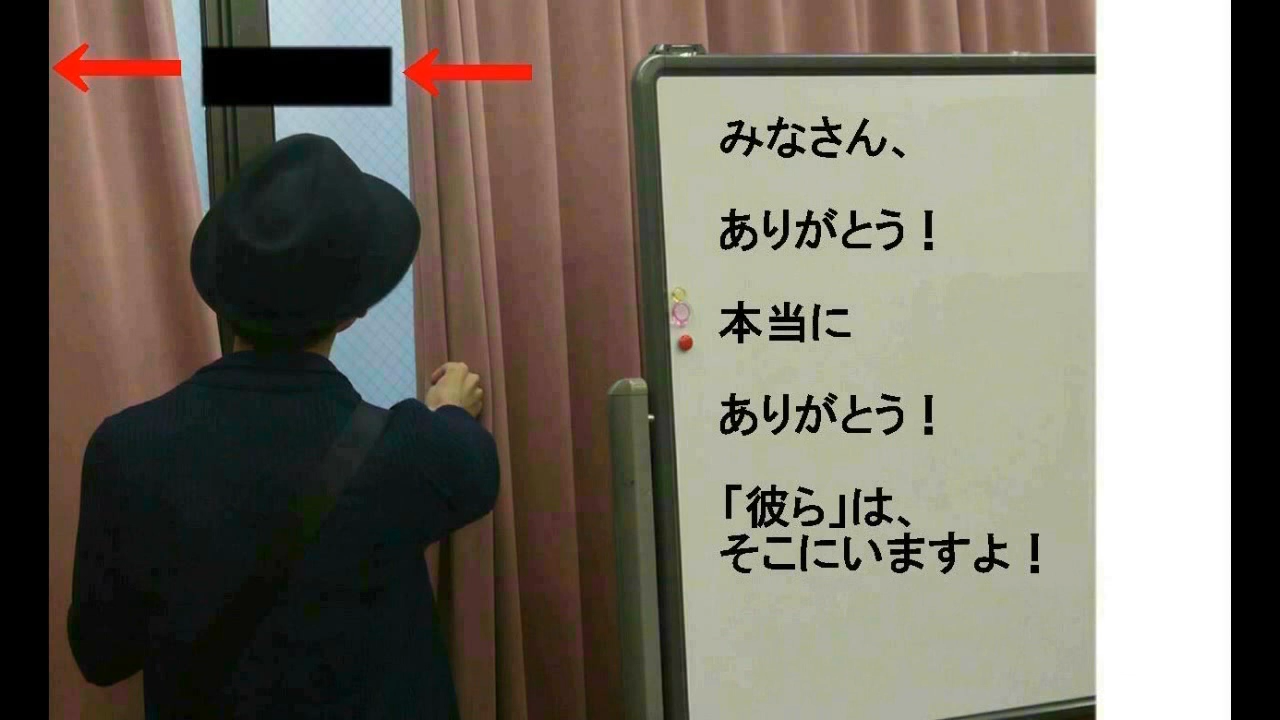 みなさん、
ありがとう！
本当に
ありがとう！
「彼ら」は、
そこにいますよ！